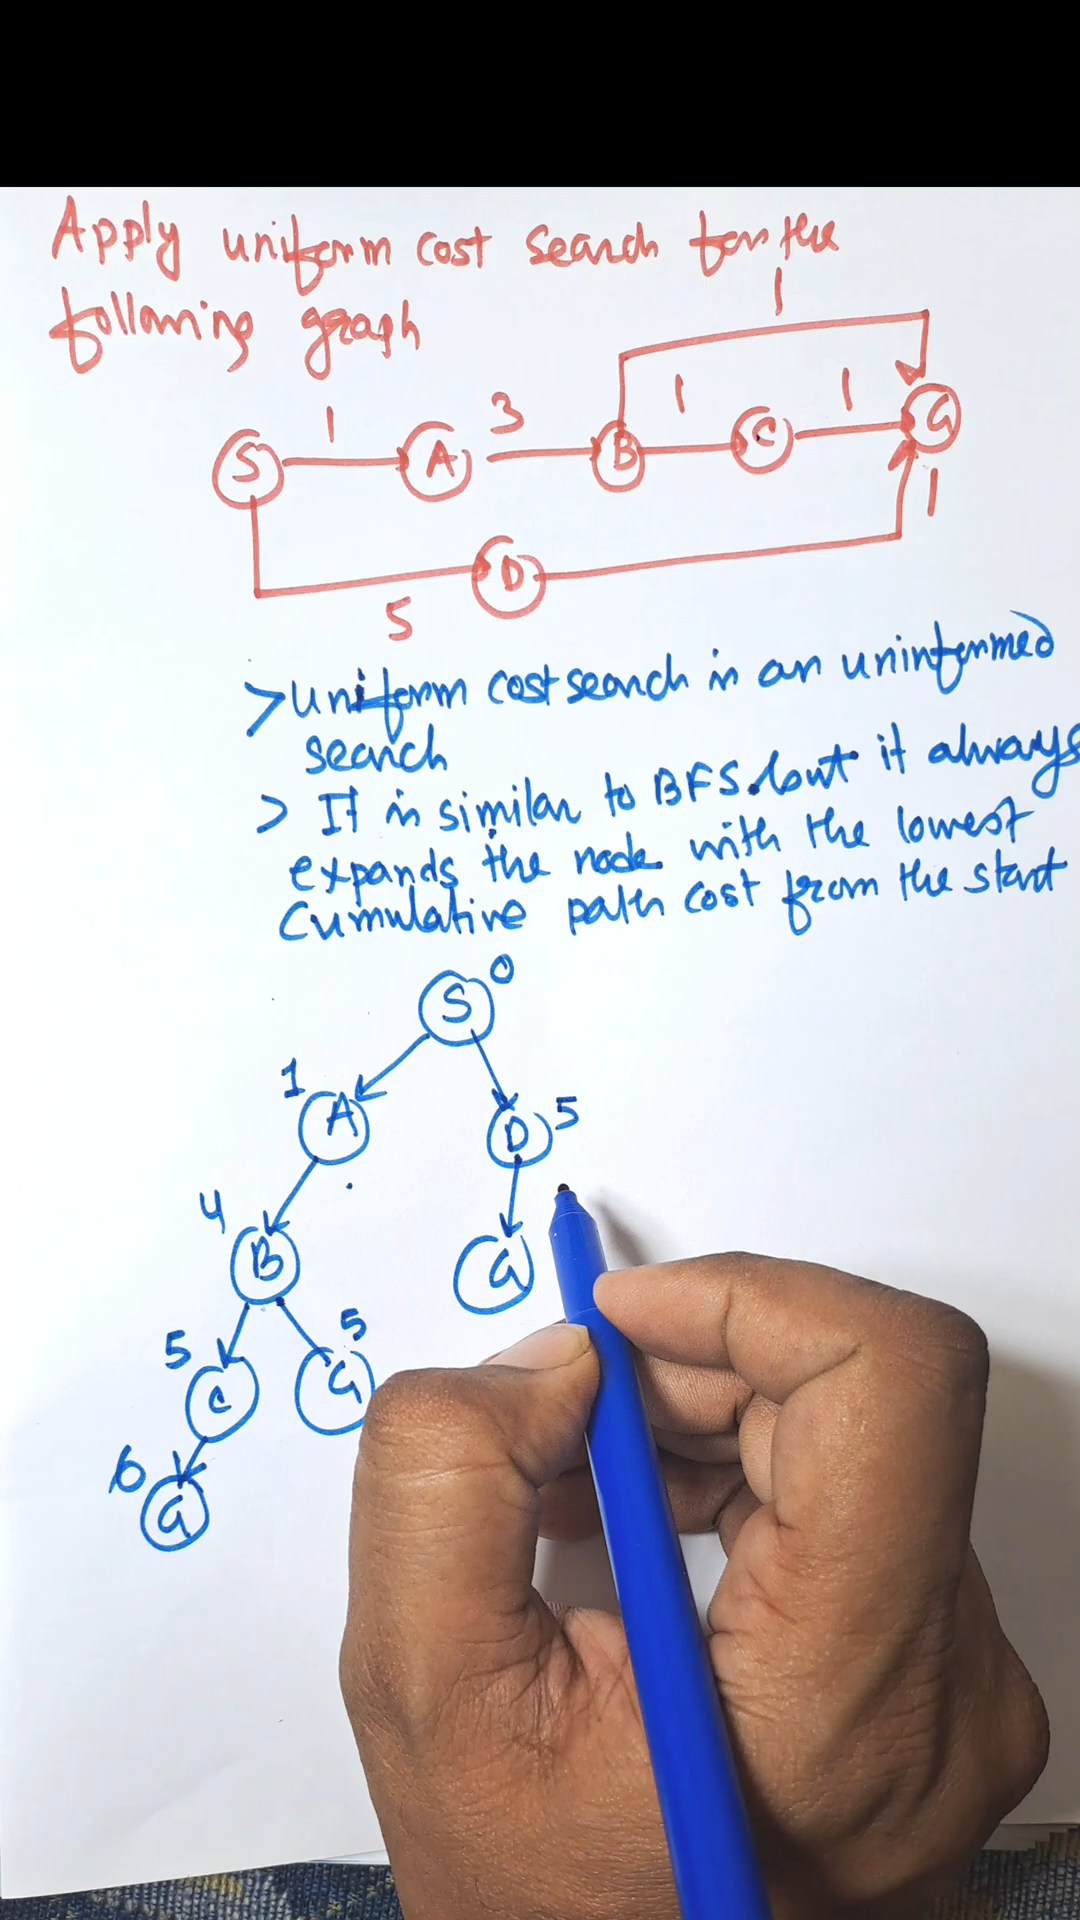 Apply uniform cost search for the
following graph
1
1 3 1 1
S A B C G
1
D
5
> Uniform cost search is an uninformed
search
> It is similar to BFS. but it always
expands the node with the lowest
Cumulative path cost from the start
S 0
1 A D 5
4 B G
5 C G 5
6 G